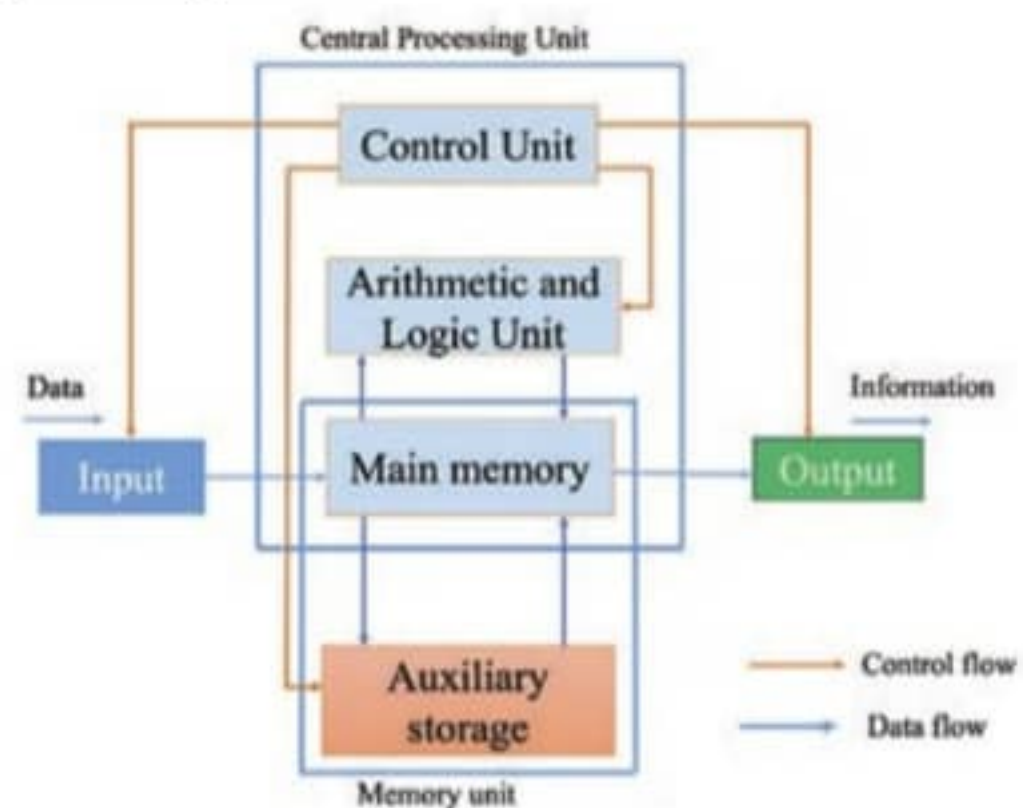 Central Processing Unit
Control Unit
Arithmetic and
Logic Unit
Data
Information
Input
Main memory
Output
Auxiliary
storage
Control flow
Data flow
Memory unit